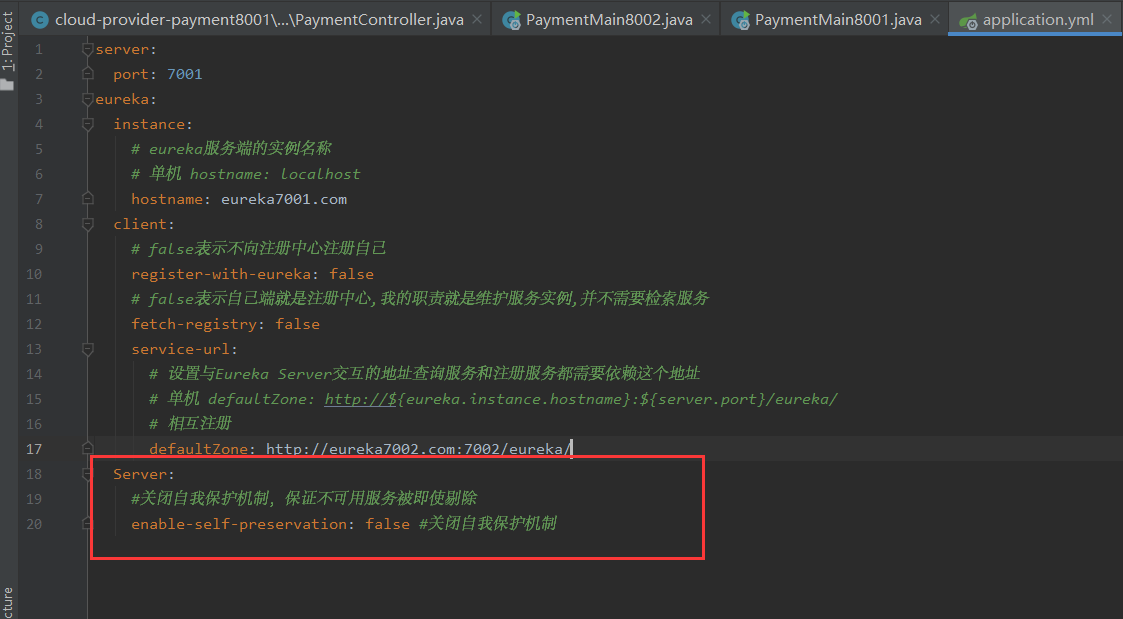 cloud-provider-payment8001\...\PaymentController.java
PaymentMain8002.java
PaymentMain8001.java
application.yml
1: Project
1 server:
2 port: 7001
3 eureka:
4 instance:
5 # eureka服务端的实例名称
6 # 单机 hostname: localhost
7 hostname: eureka7001.com
8 client:
9 # false表示不向注册中心注册自己
10 register-with-eureka: false
11 # false表示自己端就是注册中心,我的职责就是维护服务实例,并不需要检索服务
12 fetch-registry: false
13 service-url:
14 # 设置与Eureka Server交互的地址查询服务和注册服务都需要依赖这个地址
15 # 单机 defaultZone: http://${eureka.instance.hostname}:${server.port}/eureka/
16 # 相互注册
17 defaultZone: http://eureka7002.com:7002/eureka/
18 Server:
19 #关闭自我保护机制，保证不可用服务被即使剔除
20 enable-self-preservation: false #关闭自我保护机制
cture